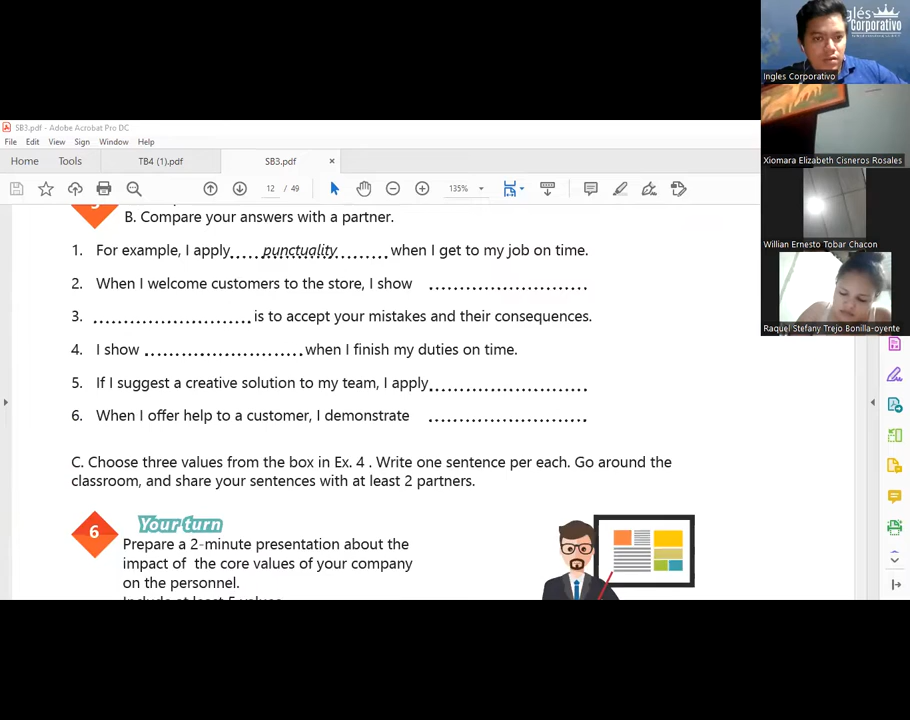 glés
Corporativo
Ingles Corporativo
SB3.pdf - Adobe Acrobat Pro DC
File Edit View Sign Window Help
Home Tools TB4 (1).pdf SB3.pdf ×
12 / 49 135%
Xiomara Elizabeth Cisneros Rosales
B. Compare your answers with a partner.
1. For example, I apply.....punctuality.........when I get to my job on time.
Willian Ernesto Tobar Chacon
2. When I welcome customers to the store, I show ............................
3. ............................is to accept your mistakes and their consequences.
Raquel Stefany Trejo Bonilla-oyente
4. I show ............................when I finish my duties on time.
5. If I suggest a creative solution to my team, I apply............................
6. When I offer help to a customer, I demonstrate ............................
C. Choose three values from the box in Ex. 4 . Write one sentence per each. Go around the
classroom, and share your sentences with at least 2 partners.
6 Your turn
Prepare a 2-minute presentation about the
impact of the core values of your company
on the personnel.
Include at least 5 values